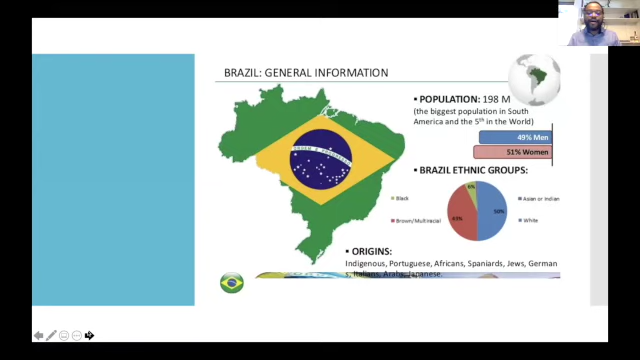 BRAZIL: GENERAL INFORMATION
▪ POPULATION: 198 M
(the biggest population in South
America and the 5th in the World)
49% Men
51% Women
▪ BRAZIL ETHNIC GROUPS:
Black
6%
Asian or Indian
43%
50%
Brown/Multiracial
White
▪ ORIGINS:
Indigenous, Portuguese, Africans, Spaniards, Jews, German
s, Italians, Arabs, Japanese.